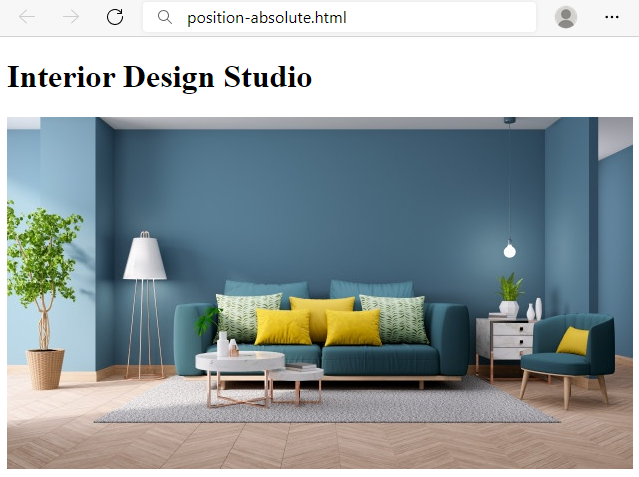 position-absolute.html
Interior Design Studio